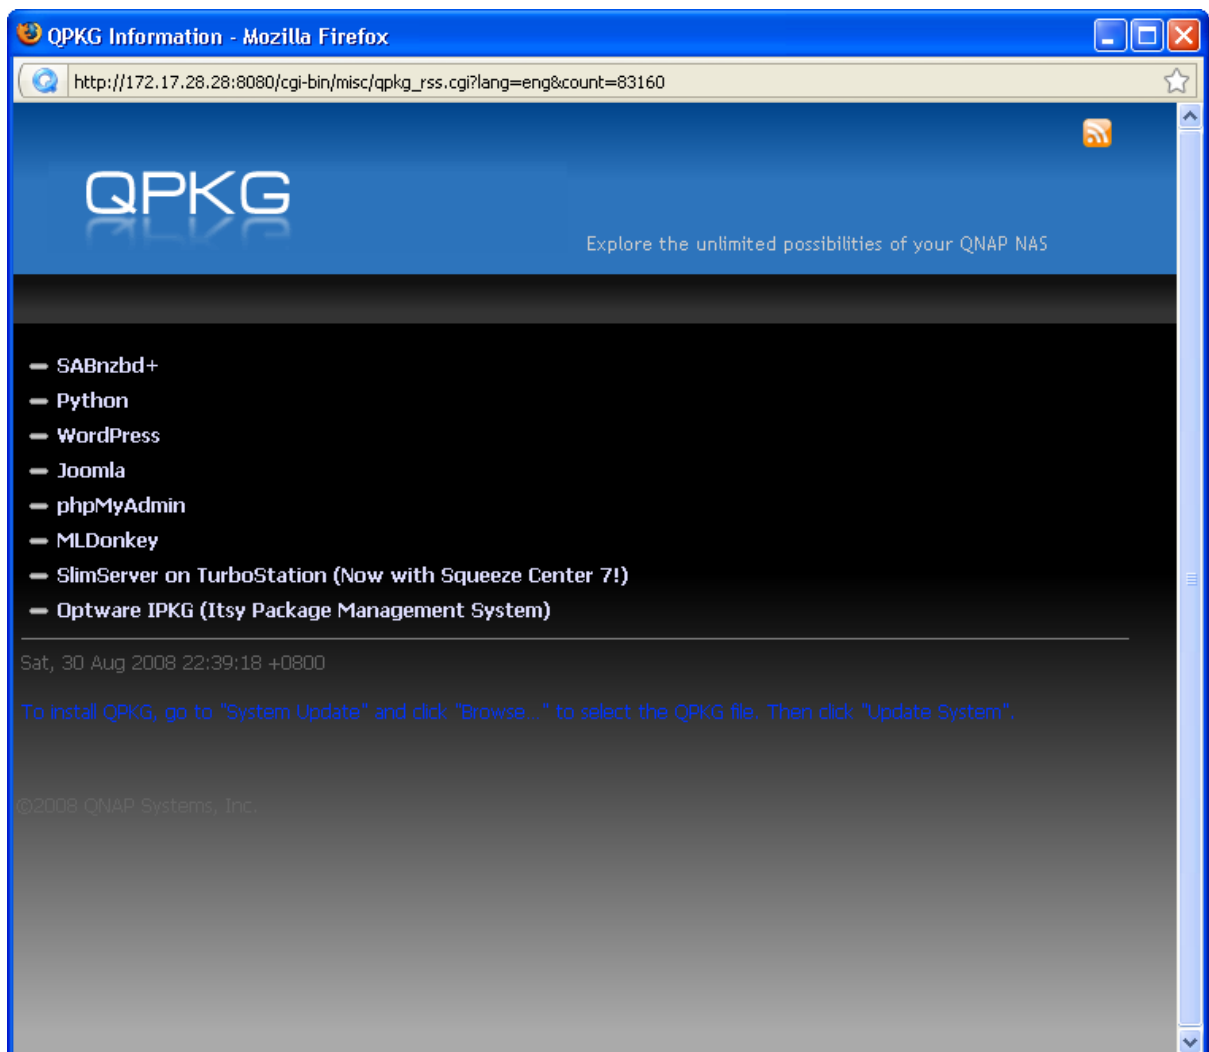 QPKG Information - Mozilla Firefox
http://172.17.28.28:8080/cgi-bin/misc/qpkg_rss.cgi?lang=eng&count=83160
QPKG
Explore the unlimited possibilities of your QNAP NAS
SABnzbd+
Python
WordPress
Joomla
phpMyAdmin
MLDonkey
SlimServer on TurboStation (Now with Squeeze Center 7!)
Optware IPKG (Itsy Package Management System)
Sat, 30 Aug 2008 22:39:18 +0800
To install QPKG, go to "System Update" and click "Browse..." to select the QPKG file. Then click "Update System".
©2008 QNAP Systems, Inc.